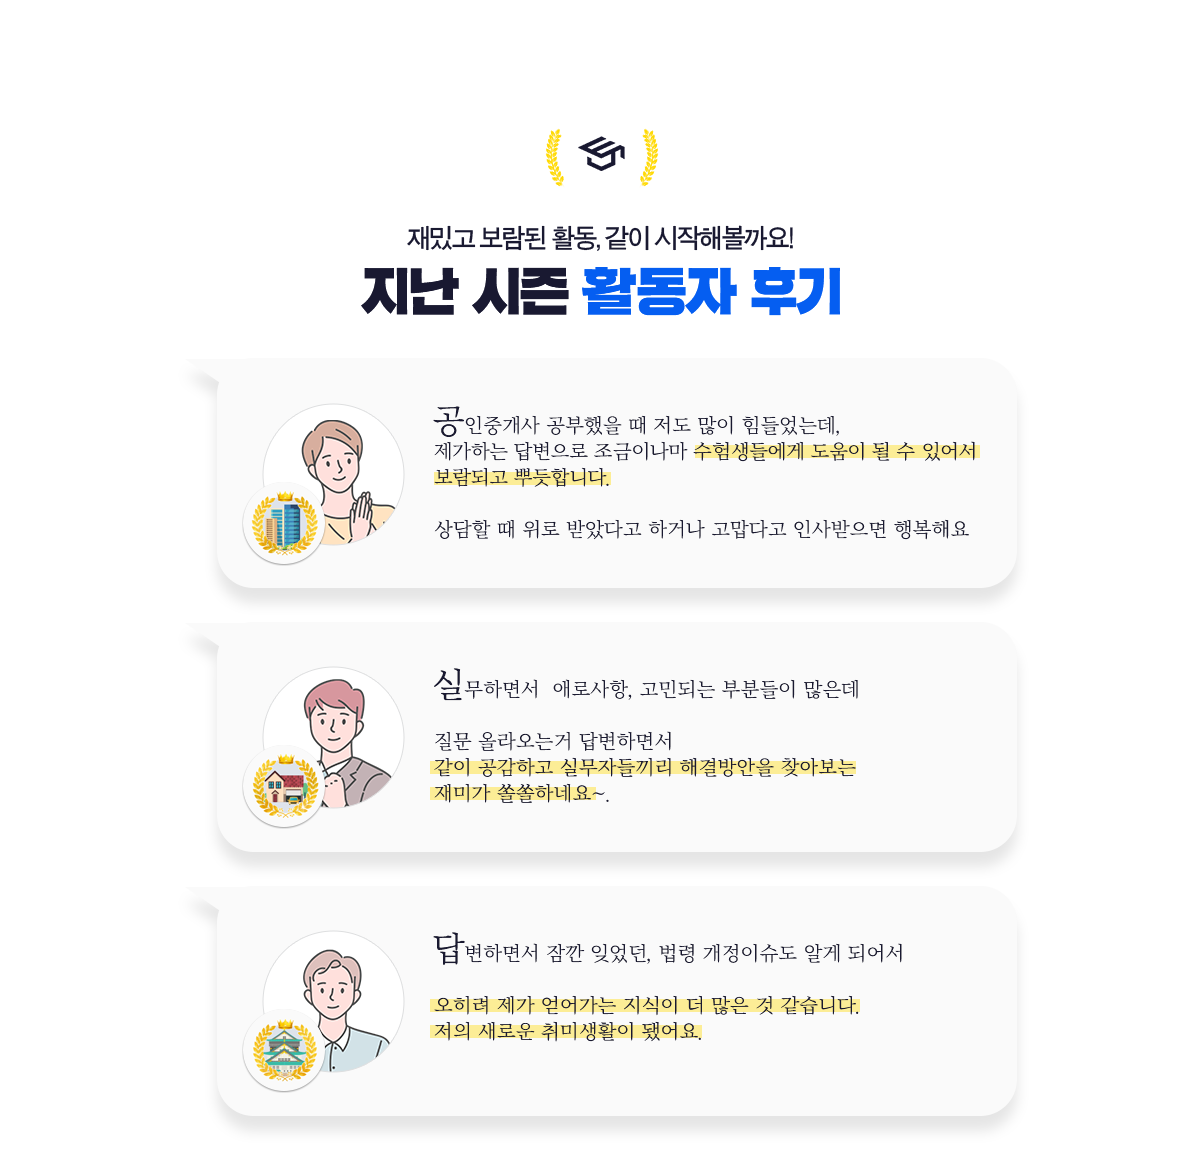 재밌고 보람된 활동, 같이 시작해볼까요!
지난 시즌 활동자 후기
공인중개사 공부했을 때 저도 많이 힘들었는데,
제가하는 답변으로 조금이나마 수험생들에게 도움이 될 수 있어서
보람되고 뿌듯합니다.
상담할 때 위로 받았다고 하거나 고맙다고 인사받으면 행복해요
실무하면서 애로사항, 고민되는 부분들이 많은데
질문 올라오는거 답변하면서
같이 공감하고 실무자들끼리 해결방안을 찾아보는
재미가 쏠쏠하네요~.
답변하면서 잠깐 잊었던, 법령 개정이슈도 알게 되어서
오히려 제가 얻어가는 지식이 더 많은 것 같습니다.
저의 새로운 취미생활이 됐어요.